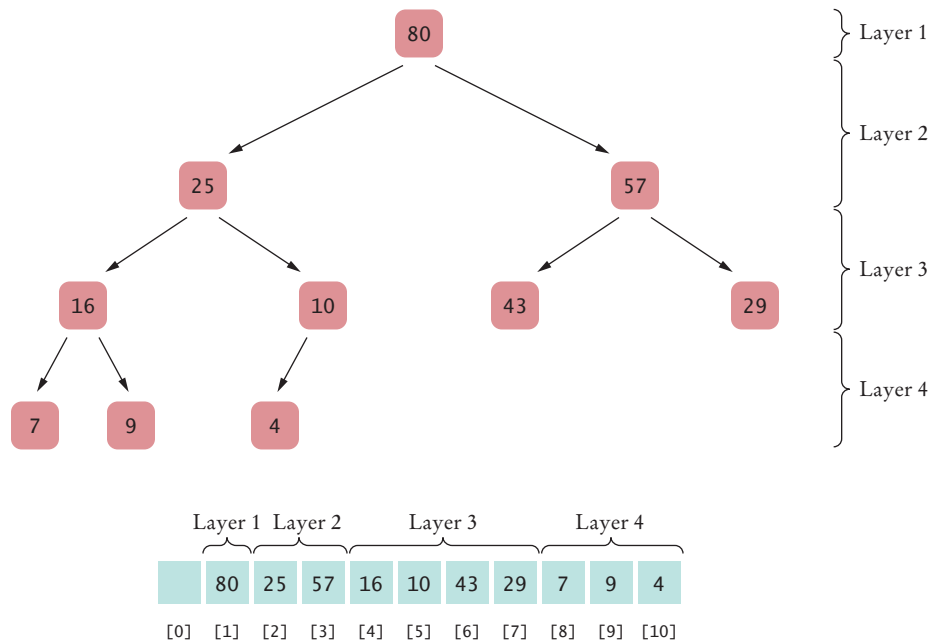 80
Layer 1
Layer 2
25
57
Layer 3
16
10
43
29
Layer 4
7
9
4
Layer 1 Layer 2 Layer 3 Layer 4
80 25 57 16 10 43 29 7 9 4
[0] [1] [2] [3] [4] [5] [6] [7] [8] [9] [10]